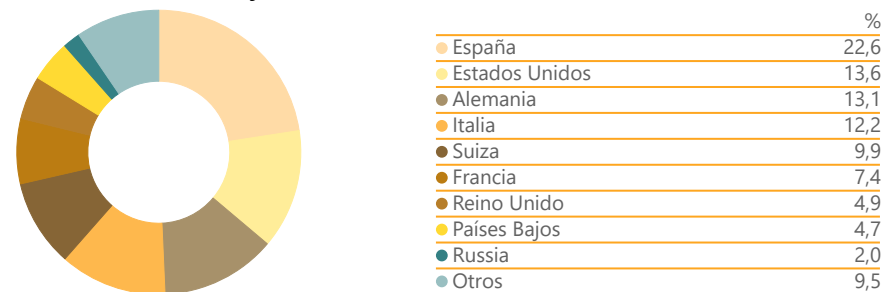 %
España 22,6
Estados Unidos 13,6
Alemania 13,1
Italia 12,2
Suiza 9,9
Francia 7,4
Reino Unido 4,9
Países Bajos 4,7
Russia 2,0
Otros 9,5